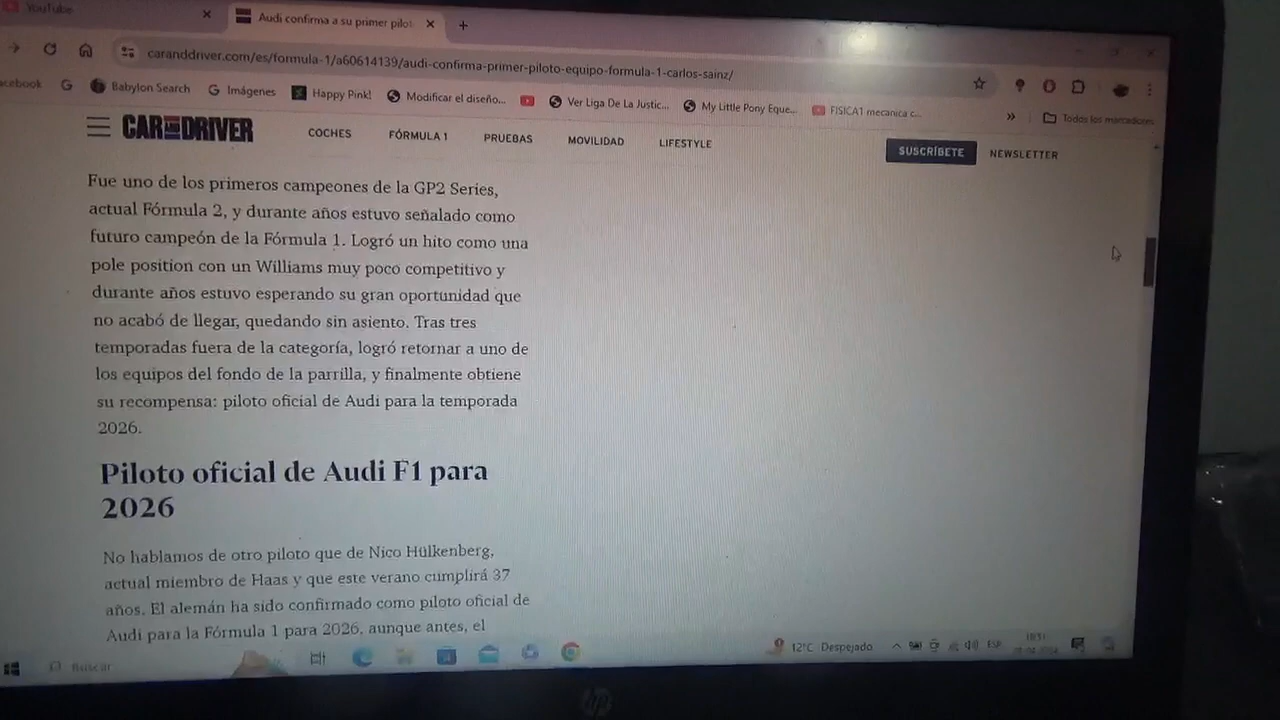 YouTube
Audi confirma a su primer pilot
caranddriver.com/es/formula-1/a60614139/audi-confirma-primer-piloto-equipo-formula-1-carlos-sainz/
acebook
Babylon Search
Imágenes
Happy Pink!
Modificar el diseño...
Ver Liga De La Justic...
My Little Pony Eque...
FISICA1 mecanica c...
»
Todos los marcadores
CAR AND DRIVER
COCHES
FÓRMULA 1
PRUEBAS
MOVILIDAD
LIFESTYLE
SUSCRÍBETE
NEWSLETTER
Fue uno de los primeros campeones de la GP2 Series,
actual Fórmula 2, y durante años estuvo señalado como
futuro campeón de la Fórmula 1. Logró un hito como una
pole position con un Williams muy poco competitivo y
durante años estuvo esperando su gran oportunidad que
no acabó de llegar, quedando sin asiento. Tras tres
temporadas fuera de la categoría, logró retornar a uno de
los equipos del fondo de la parrilla, y finalmente obtiene
su recompensa: piloto oficial de Audi para la temporada
2026.
Piloto oficial de Audi F1 para
2026
No hablamos de otro piloto que de Nico Hülkenberg,
actual miembro de Haas y que este verano cumplirá 37
años. El alemán ha sido confirmado como piloto oficial de
Audi para la Fórmula 1 para 2026, aunque antes, el
Buscar
12°C Despejado
ESP
hp